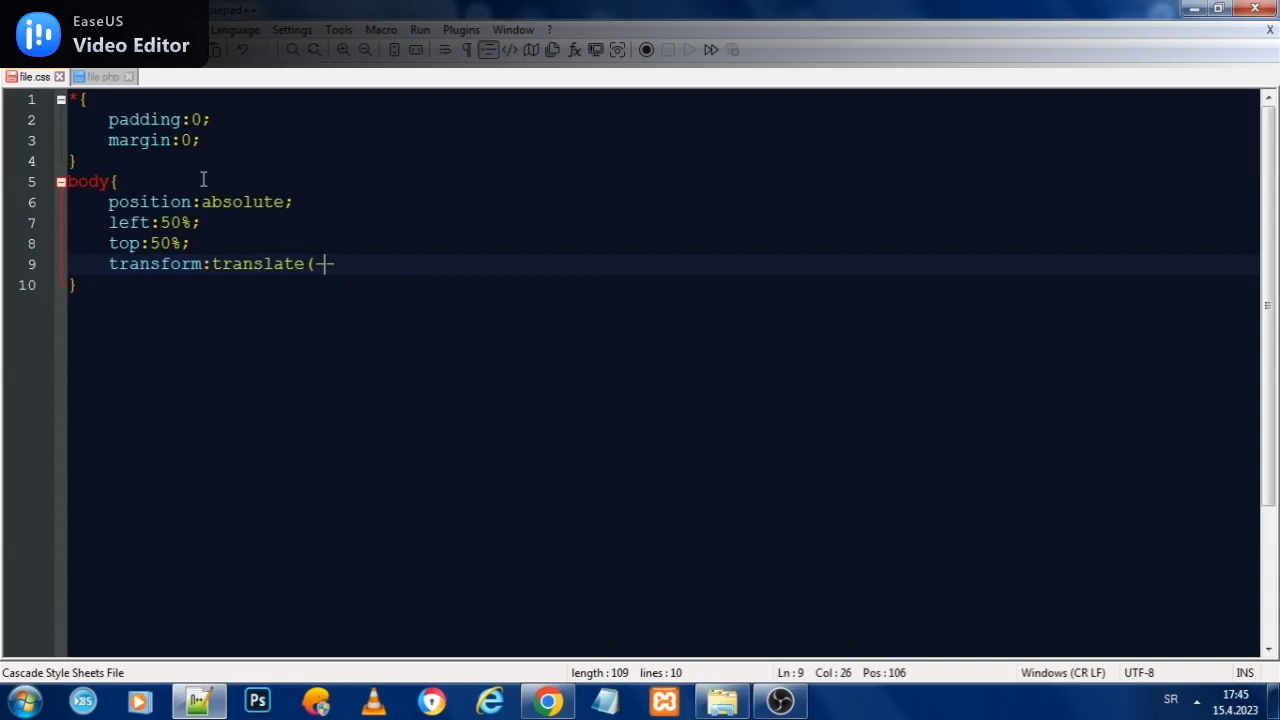 EaseUS
Video Editor
otepad++
Language Settings Tools Macro Run Plugins Window ?
X
file.css file.php
1 *{
2 padding:0;
3 margin:0;
4 }
5 body{
6 position:absolute;
7 left:50%;
8 top:50%;
9 transform:translate(--
10 }
Cascade Style Sheets File length : 109 lines : 10 Ln : 9 Col : 26 Pos : 106 Windows (CR LF) UTF-8 INS
Ps
SR
17:45
15.4.2023